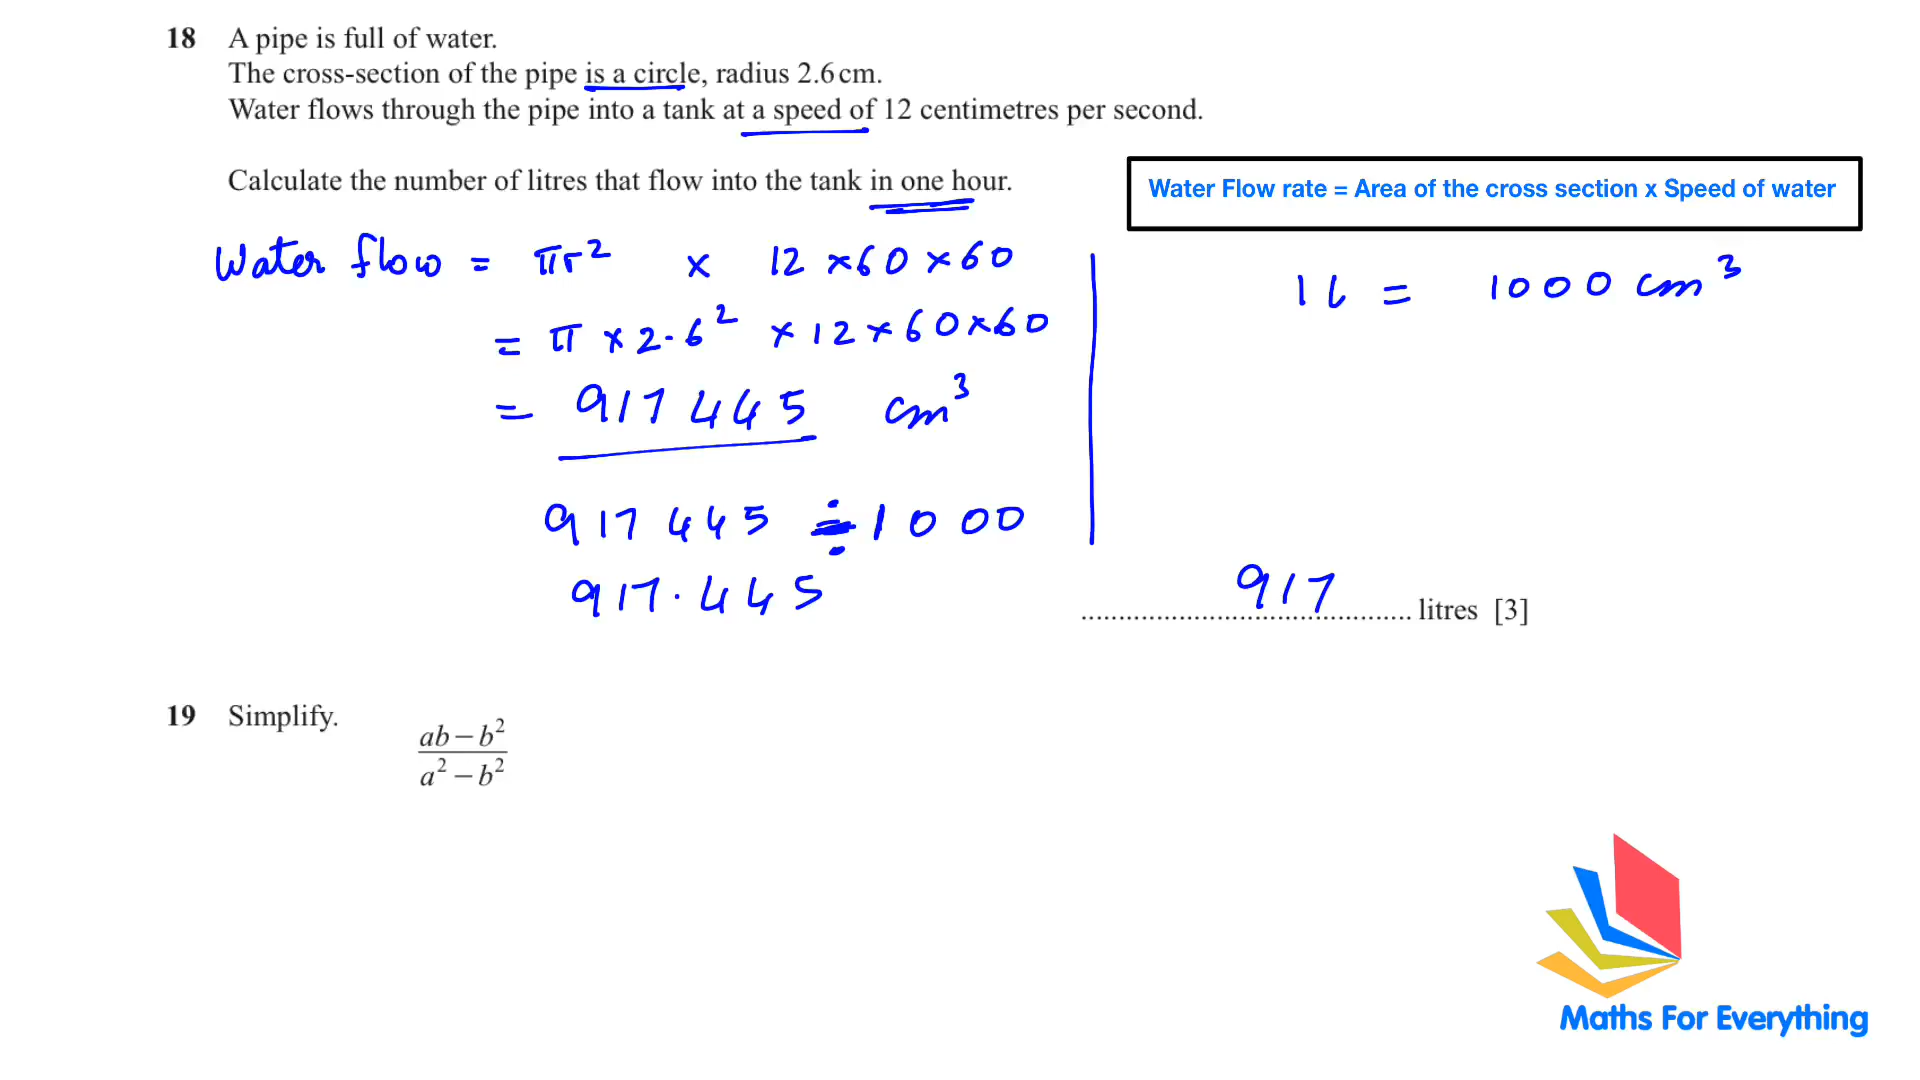 18 A pipe is full of water.
The cross-section of the pipe is a circle, radius 2.6 cm.
Water flows through the pipe into a tank at a speed of 12 centimetres per second.
Calculate the number of litres that flow into the tank in one hour.
Water Flow rate = Area of the cross section x Speed of water
Water flow = πr² × 12 × 60 × 60
= π × 2.6² × 12 × 60 × 60
= 917 445 cm³
917 445 ÷ 1000
917.445
1 L = 1000 cm³
917 litres [3]
19 Simplify.
ab − b²
a² − b²
Maths For Everything